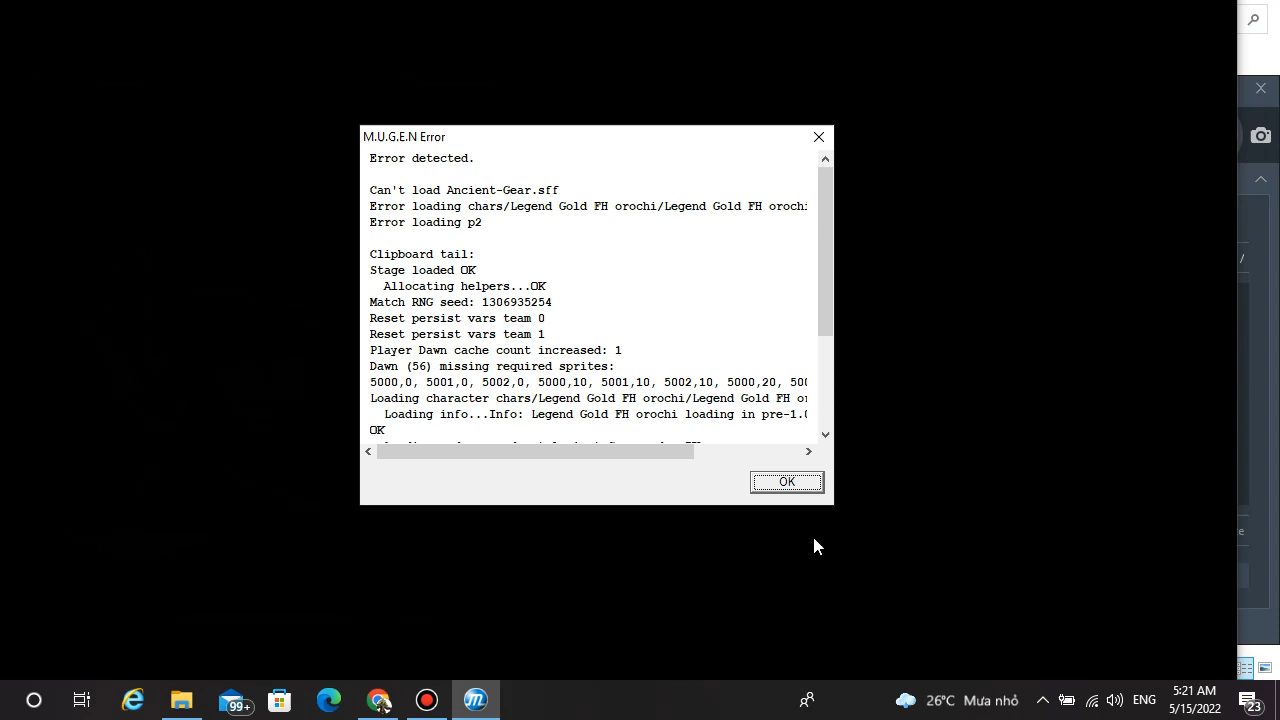 M.U.G.E.N Error
Error detected.
Can't load Ancient-Gear.sff
Error loading chars/Legend Gold FH orochi/Legend Gold FH orochi
Error loading p2
Clipboard tail:
Stage loaded OK
Allocating helpers...OK
Match RNG seed: 1306935254
Reset persist vars team 0
Reset persist vars team 1
Player Dawn cache count increased: 1
Dawn (56) missing required sprites:
5000,0, 5001,0, 5002,0, 5000,10, 5001,10, 5002,10, 5000,20, 500
Loading character chars/Legend Gold FH orochi/Legend Gold FH or
Loading info...Info: Legend Gold FH orochi loading in pre-1.0
OK
OK
/
e
99+
26°C Mưa nhỏ
ENG
5:21 AM
5/15/2022
23